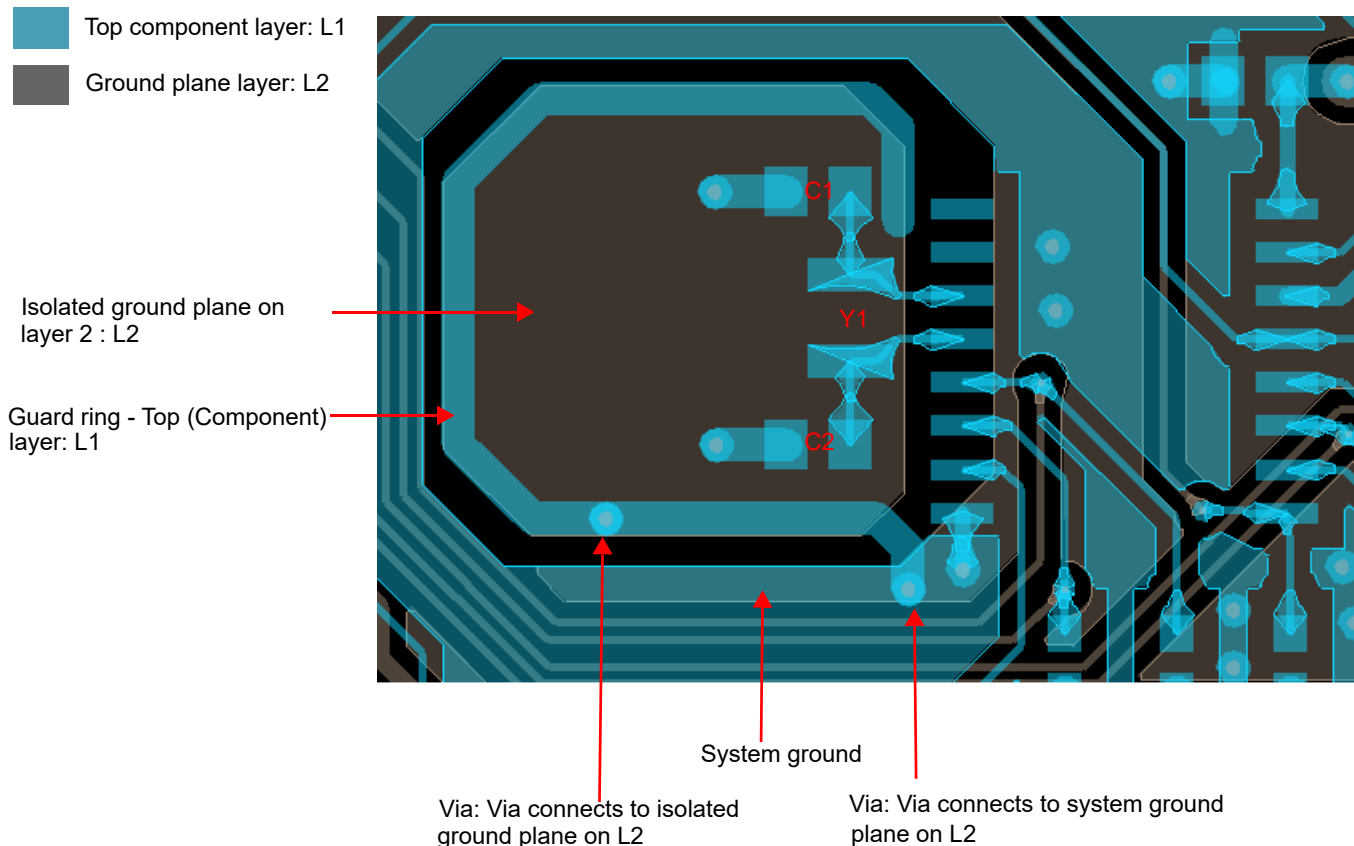 Top component layer: L1
Ground plane layer: L2
C1
Isolated ground plane on
layer 2 : L2
Y1
Guard ring - Top (Component)
layer: L1
C2
System ground
Via: Via connects to isolated
ground plane on L2
Via: Via connects to system ground
plane on L2